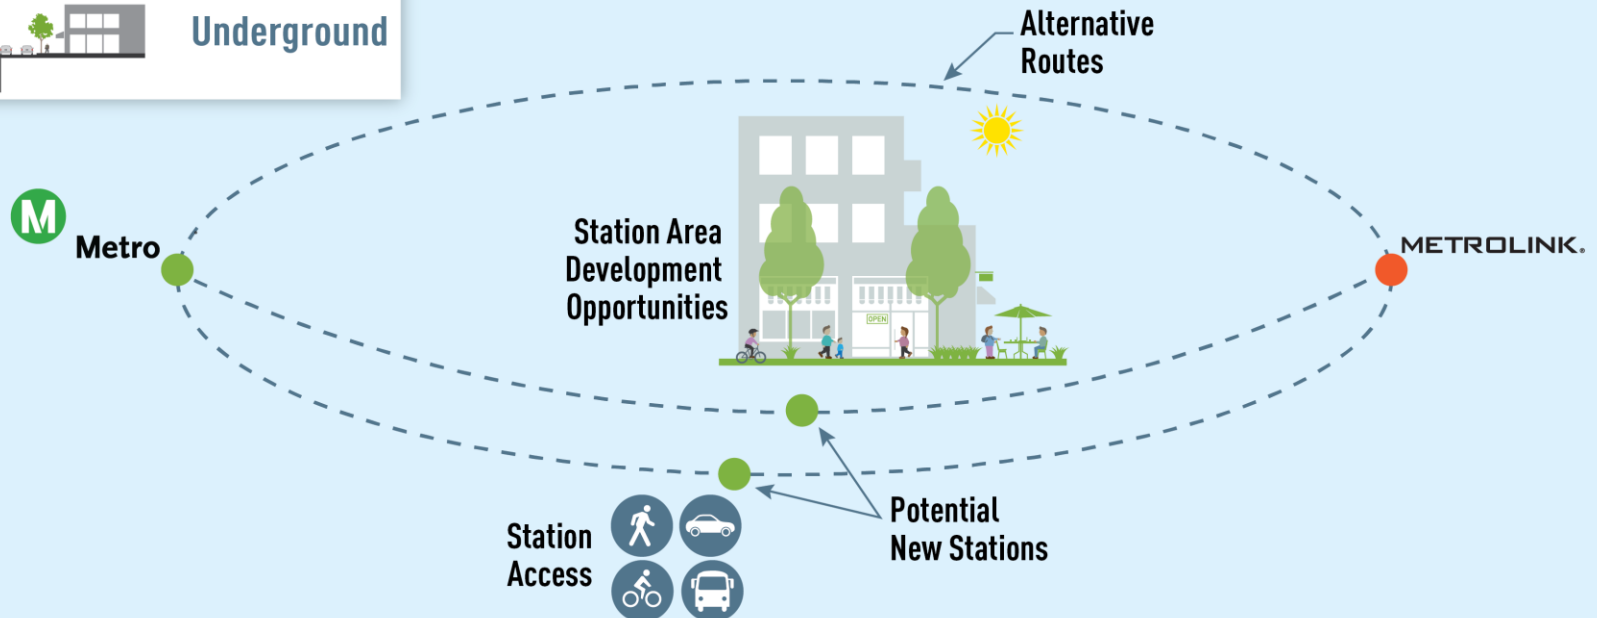 Underground
Alternative
Routes
M
Metro
METROLINK®
Station Area
Development
Opportunities
OPEN
Potential
New Stations
Station
Access